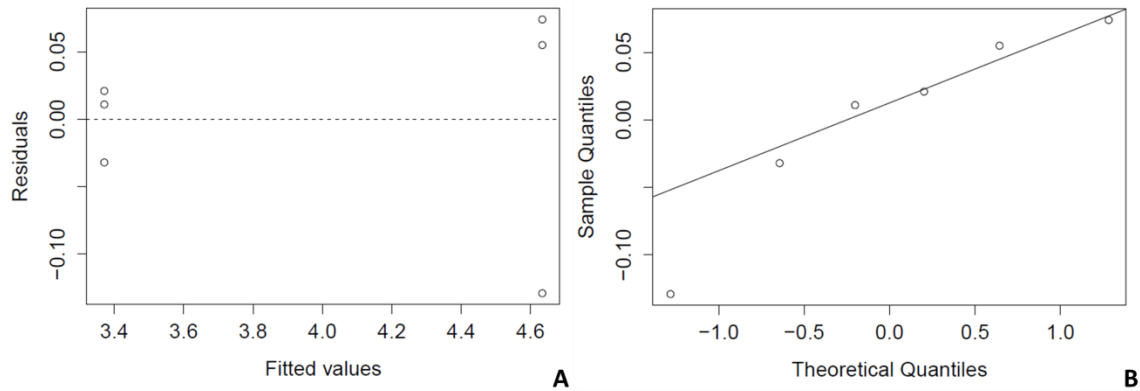 Residuals
0.05
0.00
−0.10
3.4 3.6 3.8 4.0 4.2 4.4 4.6
Fitted values
A
Sample Quantiles
0.05
0.00
−0.10
−1.0 −0.5 0.0 0.5 1.0
Theoretical Quantiles
B